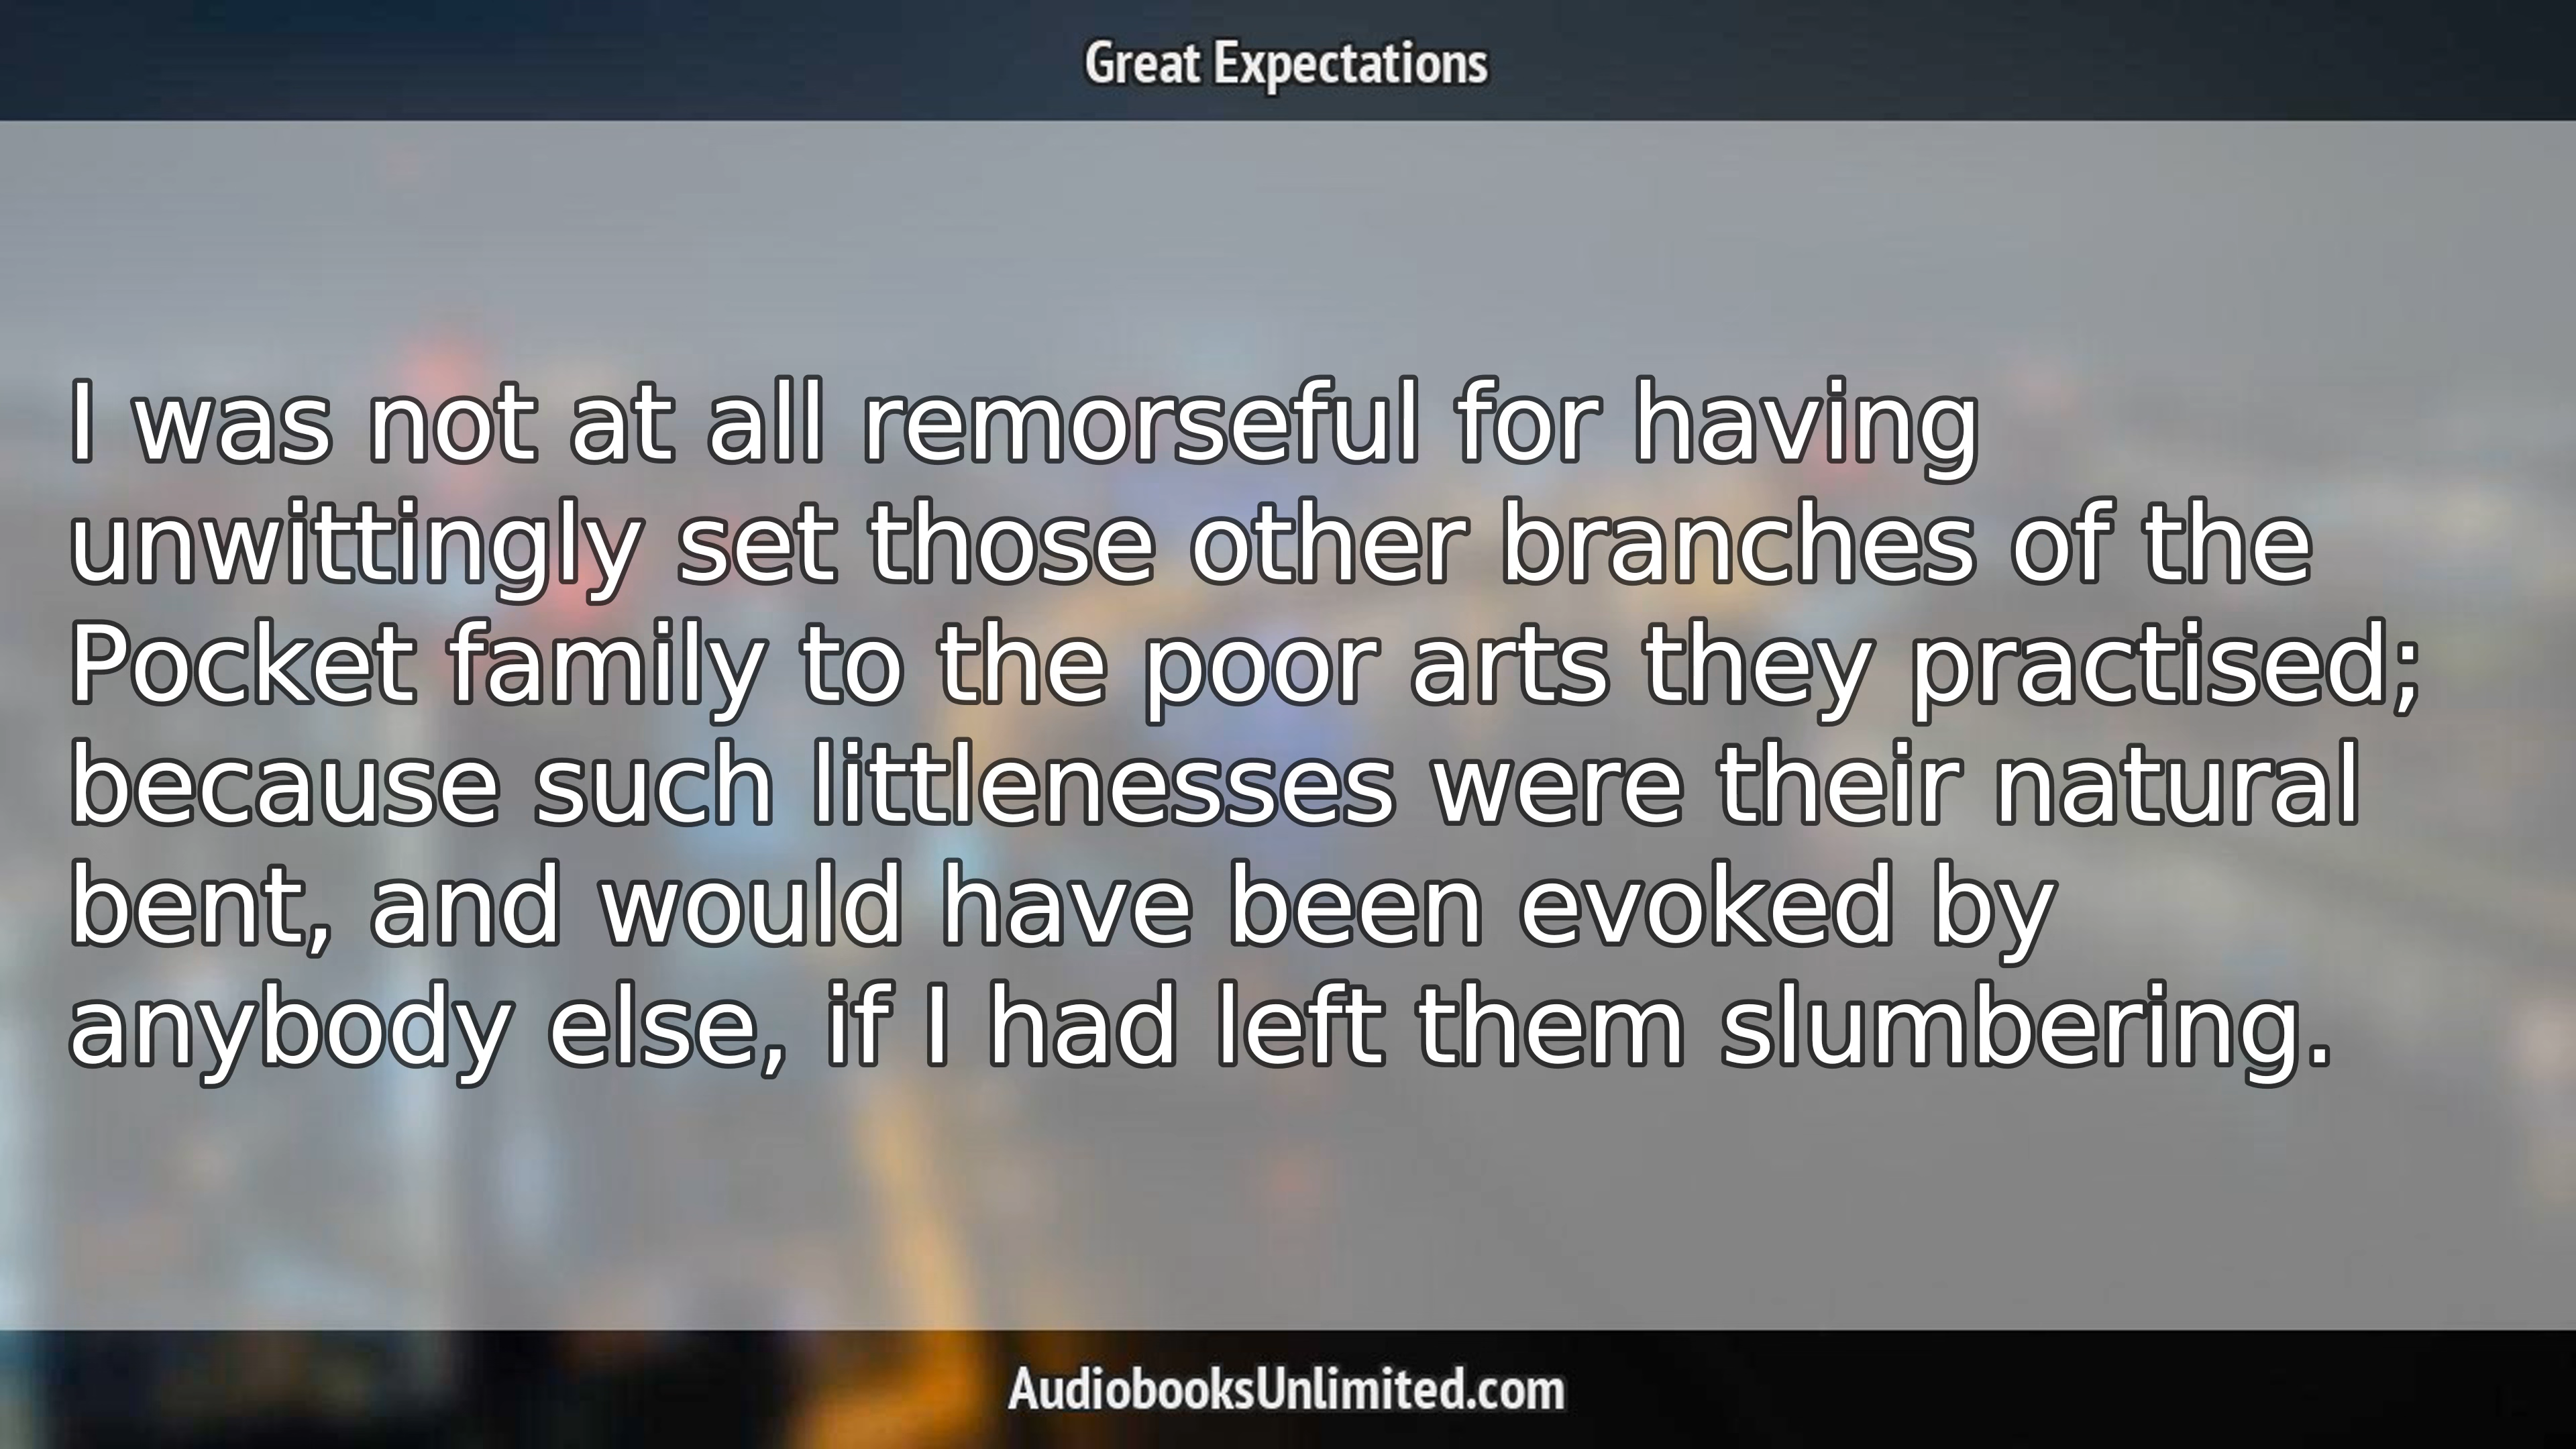 Great Expectations
I was not at all remorseful for having
unwittingly set those other branches of the
Pocket family to the poor arts they practised;
because such littlenesses were their natural
bent, and would have been evoked by
anybody else, if I had left them slumbering.
AudiobooksUnlimited.com